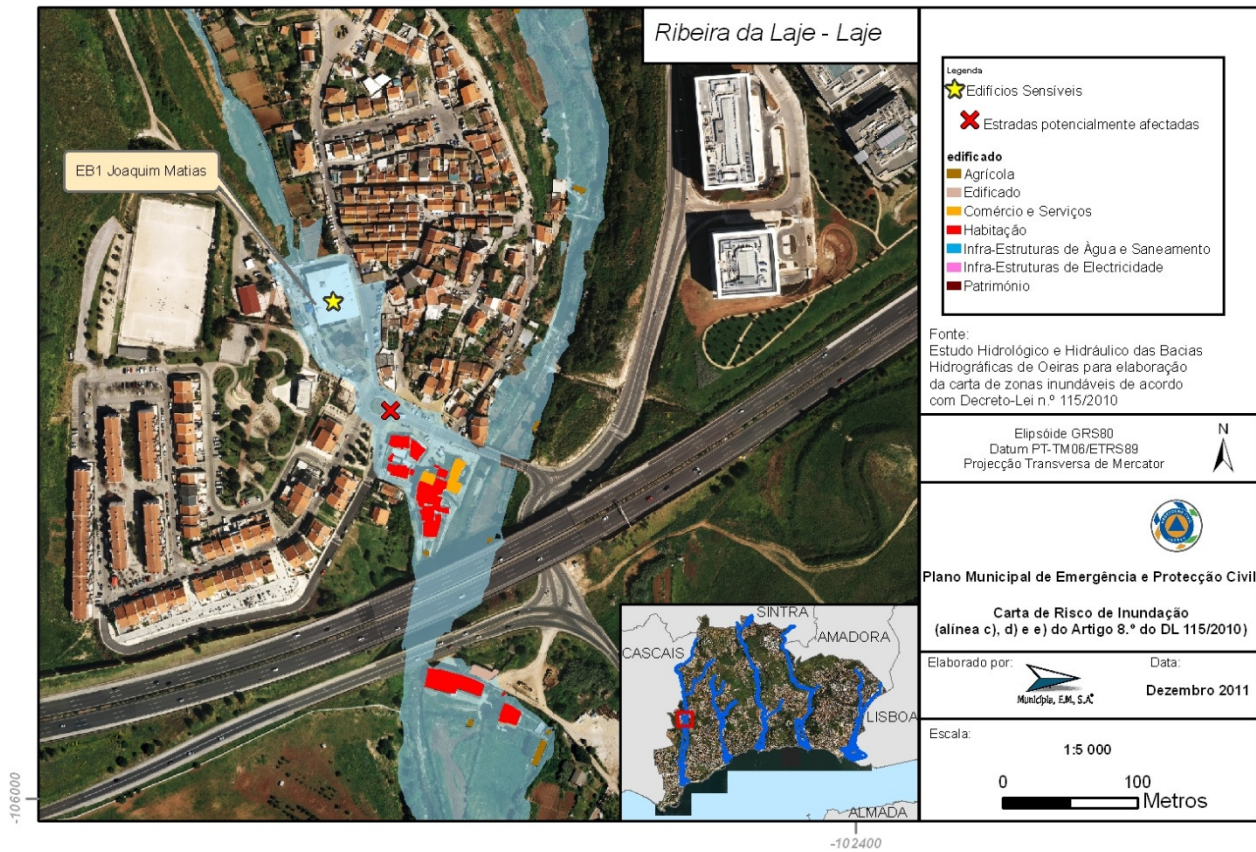 Ribeira da Laje - Laje
EB1 Joaquim Matias
Legenda
Edifícios Sensíveis
Estradas potencialmente afectadas
edificado
Agrícola
Edificado
Comércio e Serviços
Habitação
Infra-Estruturas de Àgua e Saneamento
Infra-Estruturas de Electricidade
Património
Fonte:
Estudo Hidrológico e Hidráulico das Bacias
Hidrográficas de Oeiras para elaboração
da carta de zonas inundáveis de acordo
com Decreto-Lei n.º 115/2010
Elipsóide GRS80
Datum PT-TM06/ETRS89
Projecção Transversa de Mercator
N
Plano Municipal de Emergência e Protecção Civil
Carta de Risco de Inundação
(alínea c), d) e e) do Artigo 8.º do DL 115/2010)
Elaborado por:
Municípia, E.M., S.A.
Data:
Dezembro 2011
Escala:
1:5 000
0 100
Metros
SINTRA
AMADORA
CASCAIS
LISBOA
ALMADA
-106000
-102400